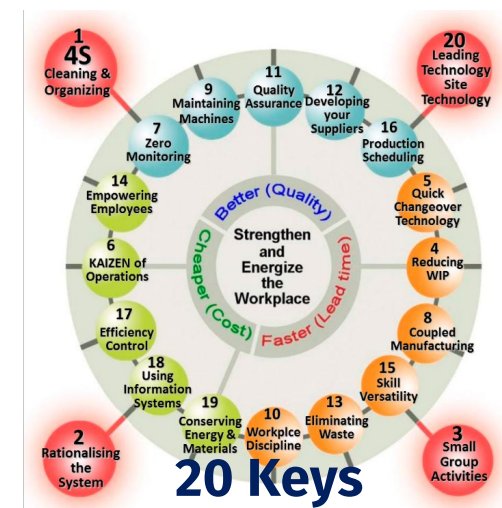 1
4S
Cleaning &
Organizing
20
Leading
Technology
Site
Technology
11
Quality
Assurance
9
Maintaining
Machines
12
Developing
your
Suppliers
7
Zero
Monitoring
16
Production
Scheduling
14
Empowering
Employees
5
Quick
Changeover
Technology
Better (Quality)
Cheaper (Cost)
Faster (Lead time)
Strengthen
and
Energize
the
Workplace
6
KAIZEN of
Operations
4
Reducing
WIP
17
Efficiency
Control
8
Coupled
Manufacturing
18
Using
Information
Systems
15
Skill
Versatility
19
Conserving
Energy &
Materials
10
Workplce
Discipline
13
Eliminating
Waste
2
Rationalising
the
System
3
Small
Group
Activities
20 Keys